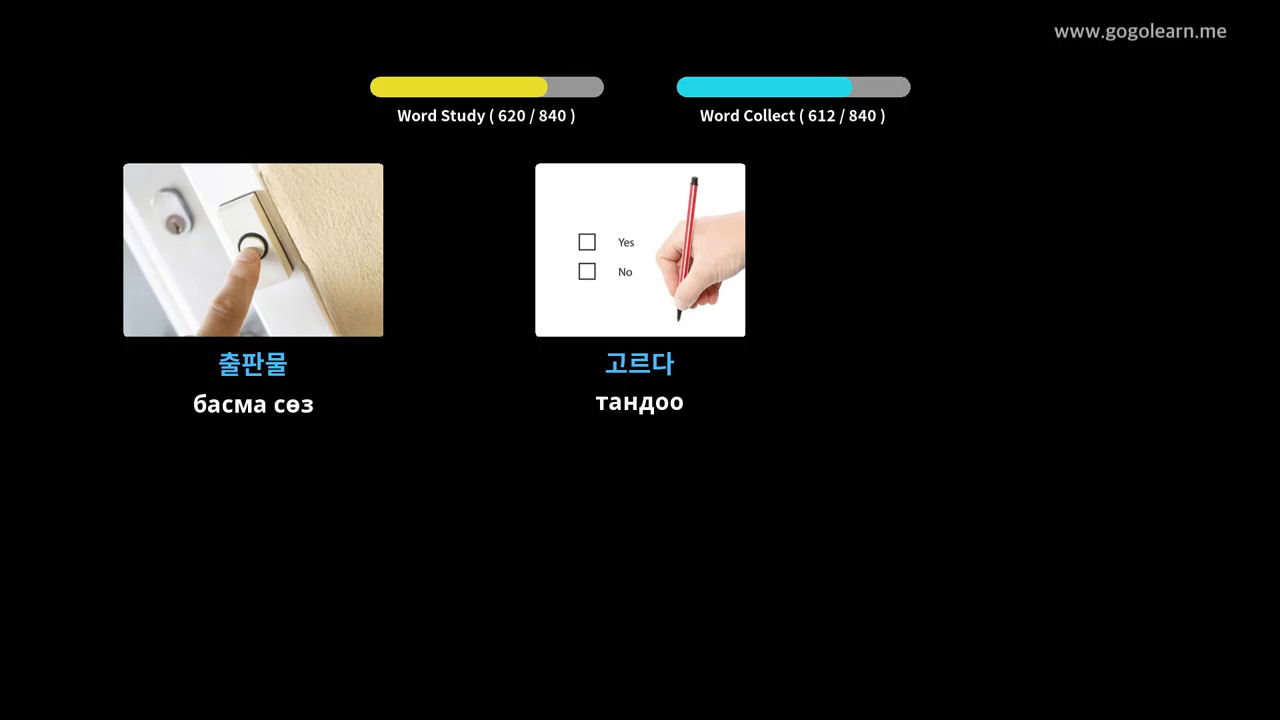 www.gogolearn.me
Word Study ( 620 / 840 )
Word Collect ( 612 / 840 )
Yes
No
출판물
басма сөз
고르다
тандоо